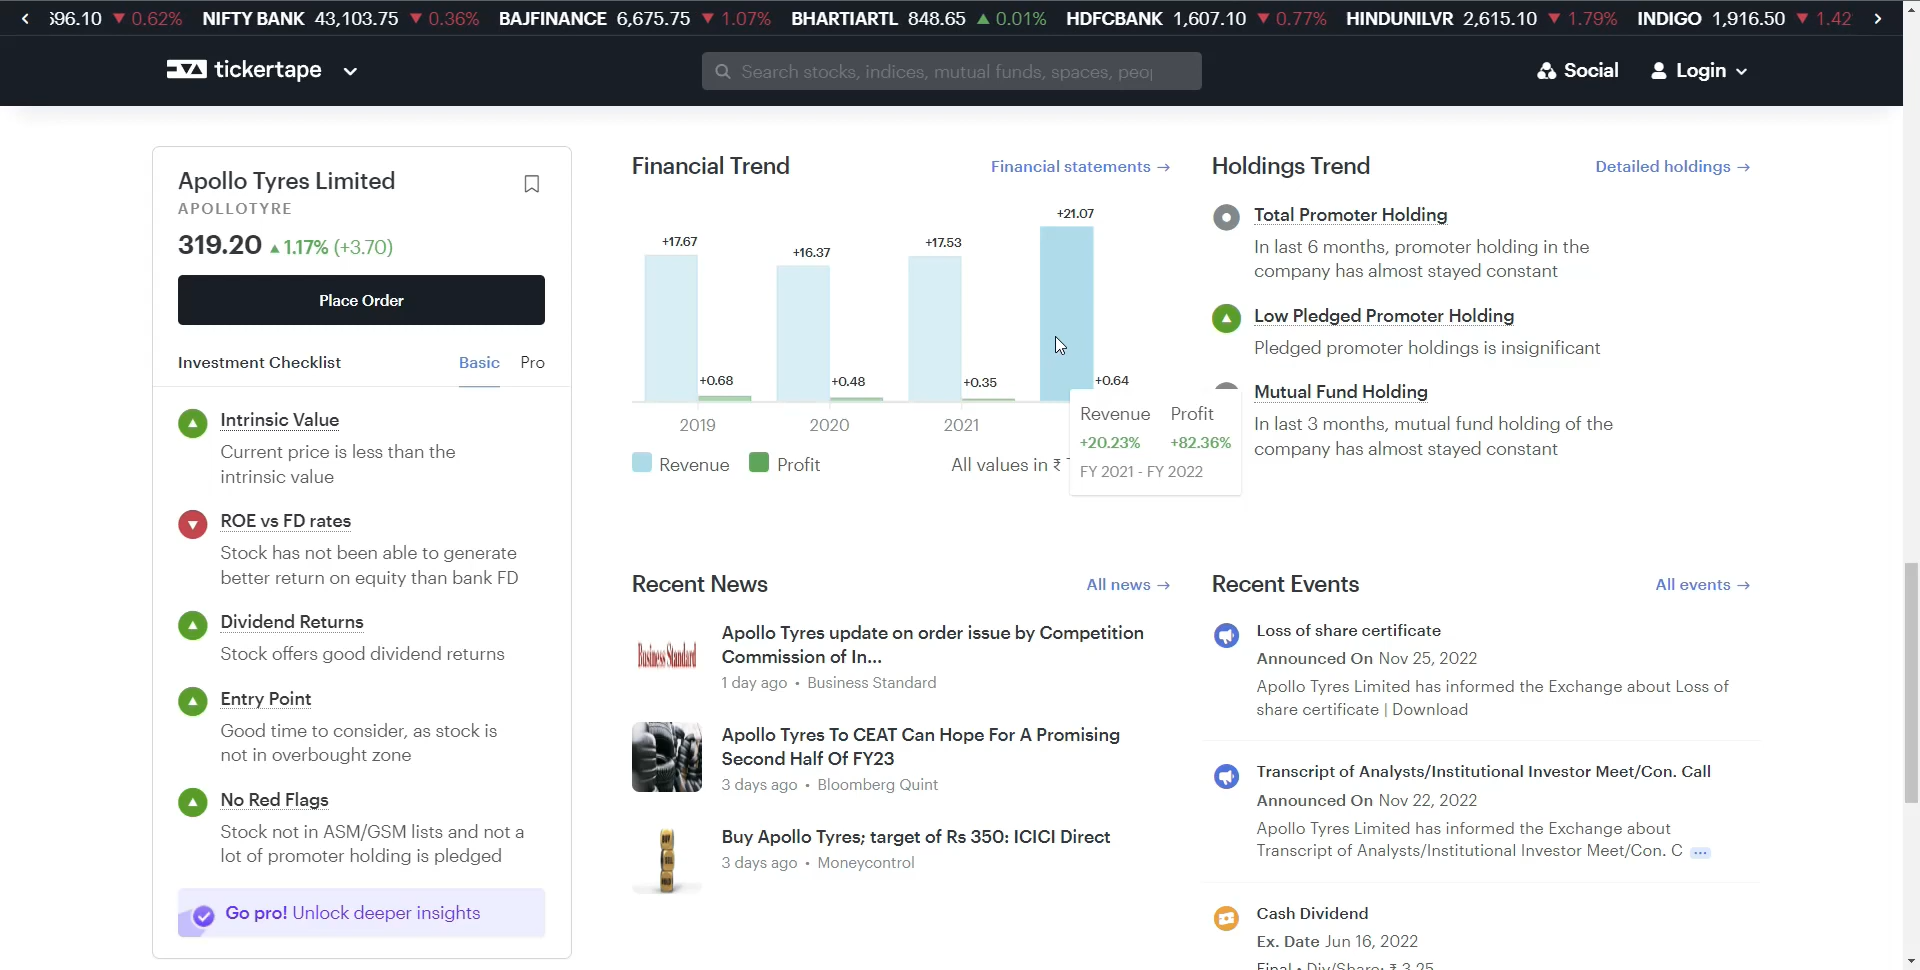 596.10 ▼ 0.62% NIFTY BANK 43,103.75 ▼ 0.36% BAJFINANCE 6,675.75 ▼ 1.07% BHARTIARTL 848.65 ▲ 0.01% HDFCBANK 1,607.10 ▼ 0.77% HINDUNILVR 2,615.10 ▼ 1.79% INDIGO 1,916.50 ▼ 1.42
tickertape
Search stocks, indices, mutual funds, spaces,
Social
Login
Apollo Tyres Limited
APOLLOTYRE
319.20 ▲ 1.17% (+3.70)
Place Order
Investment Checklist
Basic
Pro
Intrinsic Value
Current price is less than the
intrinsic value
ROE vs FD rates
Stock has not been able to generate
better return on equity than bank FD
Dividend Returns
Stock offers good dividend returns
Entry Point
Good time to consider, as stock is
not in overbought zone
No Red Flags
Stock not in ASM/GSM lists and not a
lot of promoter holding is pledged
Go pro! Unlock deeper insights
Financial Trend
Financial statements →
+17.67
+16.37
+17.53
+21.07
+0.68
+0.48
+0.35
+0.64
2019
2020
2021
Revenue
Profit
All values in ₹
Revenue Profit
+20.23% +82.36%
FY 2021 - FY 2022
Holdings Trend
Detailed holdings →
Total Promoter Holding
In last 6 months, promoter holding in the
company has almost stayed constant
Low Pledged Promoter Holding
Pledged promoter holdings is insignificant
Mutual Fund Holding
In last 3 months, mutual fund holding of the
company has almost stayed constant
Recent News
All news →
Business Standard
Apollo Tyres update on order issue by Competition
Commission of In...
1 day ago • Business Standard
Apollo Tyres To CEAT Can Hope For A Promising
Second Half Of FY23
3 days ago • Bloomberg Quint
Buy Apollo Tyres; target of Rs 350: ICICI Direct
3 days ago • Moneycontrol
Recent Events
All events →
Loss of share certificate
Announced On Nov 25, 2022
Apollo Tyres Limited has informed the Exchange about Loss of
share certificate | Download
Transcript of Analysts/Institutional Investor Meet/Con. Call
Announced On Nov 22, 2022
Apollo Tyres Limited has informed the Exchange about
Transcript of Analysts/Institutional Investor Meet/Con. C ...
Cash Dividend
Ex. Date Jun 16, 2022
Final • Div/Share: ₹ 3.25